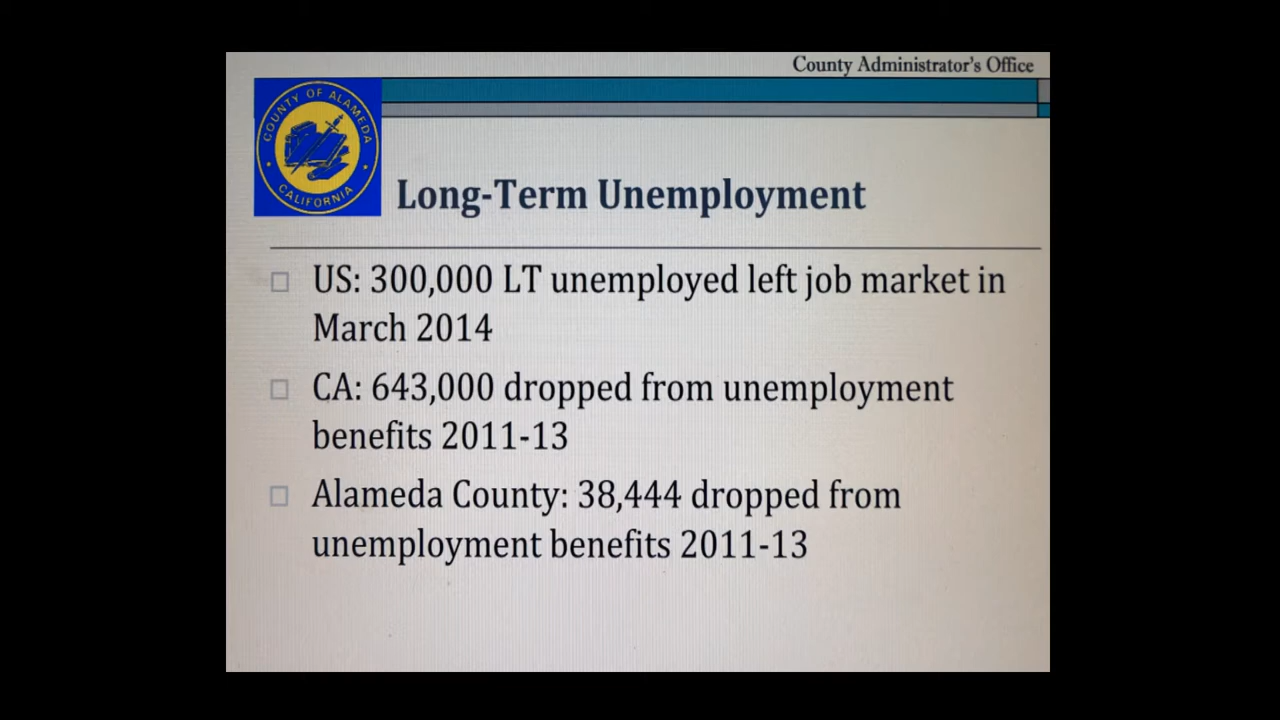 County Administrator's Office
COUNTY OF ALAMEDA
CALIFORNIA
Long-Term Unemployment
US: 300,000 LT unemployed left job market in
March 2014
CA: 643,000 dropped from unemployment
benefits 2011-13
Alameda County: 38,444 dropped from
unemployment benefits 2011-13